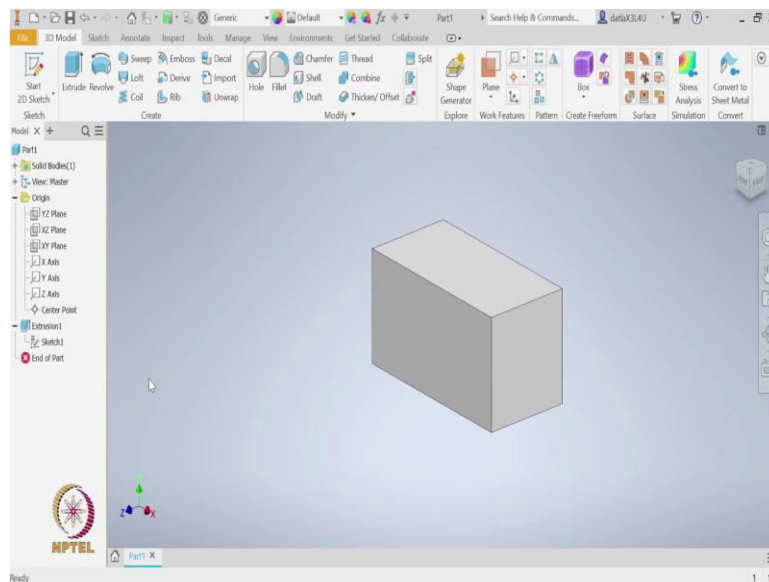 Generic Default fx Part1 Search Help & Commands...
File 3D Model Sketch Annotate Inspect Tools Manage View Environments Get Started Collaborate
Start 2D Sketch Extrude Revolve Sweep Emboss Decal Hole Fillet Chamfer Thread Split Shape Generator Plane Box Stress Analysis Convert to Sheet Metal
Loft Derive Import Shell Combine
Coil Rib Unwrap Draft Thicken/ Offset
Sketch Create Modify Explore Work Features Pattern Create Freeform Surface Simulation Convert
Model X +
Part1
Solid Bodies(1)
View: Master
Origin
YZ Plane
XZ Plane
XY Plane
X Axis
Y Axis
Z Axis
Center Point
Extrusion1
Sketch1
End of Part
Z X
NPTEL
Part1 X
Ready 1